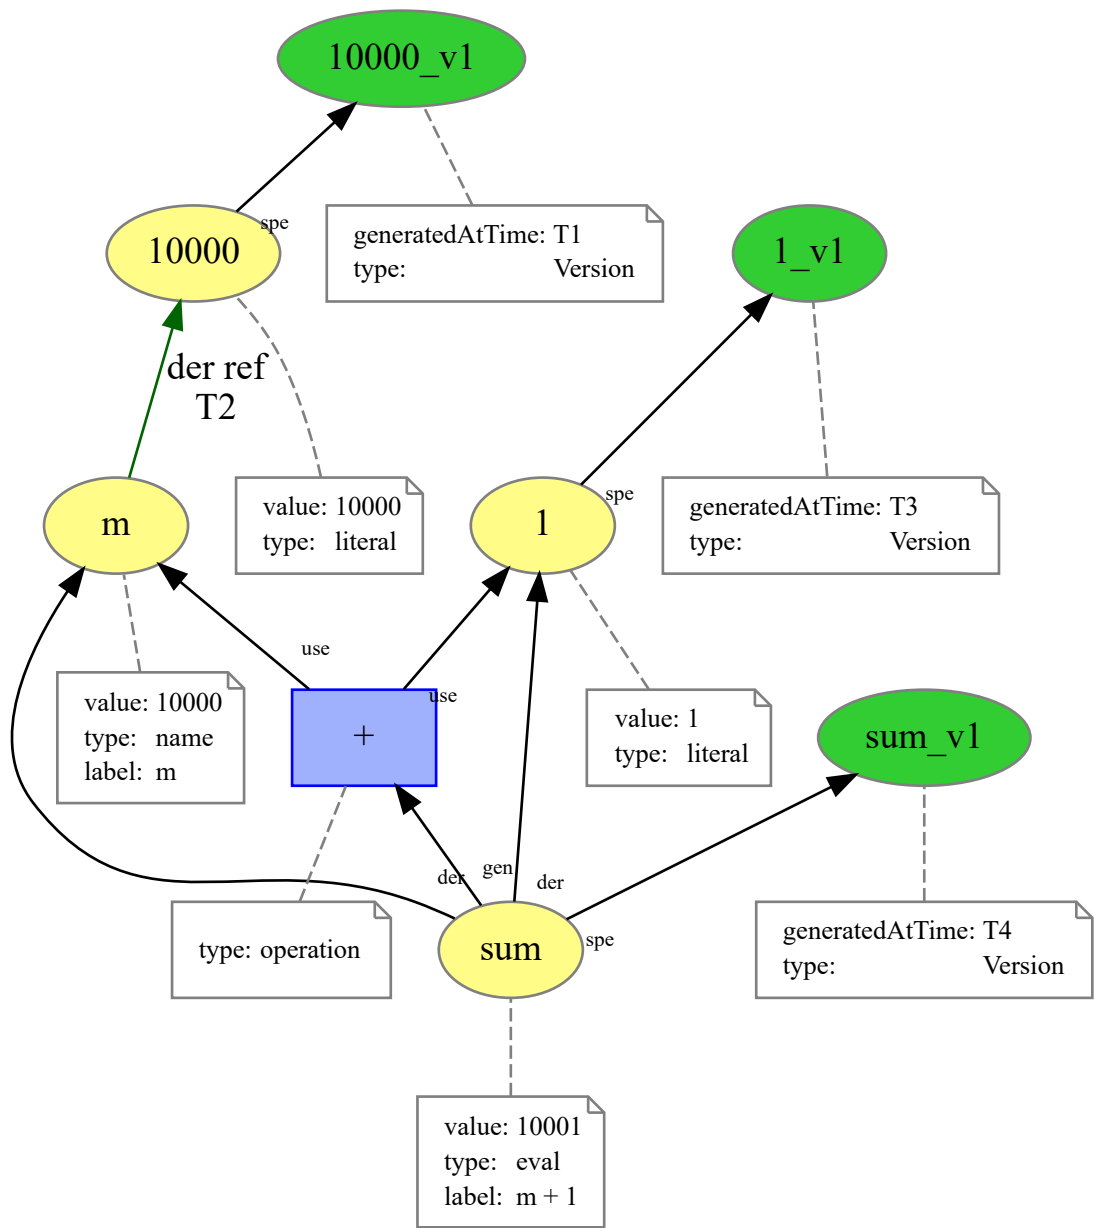 10000_v1
spe
10000
generatedAtTime: T1
type: Version
1_v1
der ref
T2
m
value: 10000
type: literal
1
spe
generatedAtTime: T3
type: Version
use
use
value: 10000
type: name
label: m
+
value: 1
type: literal
sum_v1
der
gen
der
type: operation
sum
spe
generatedAtTime: T4
type: Version
value: 10001
type: eval
label: m + 1